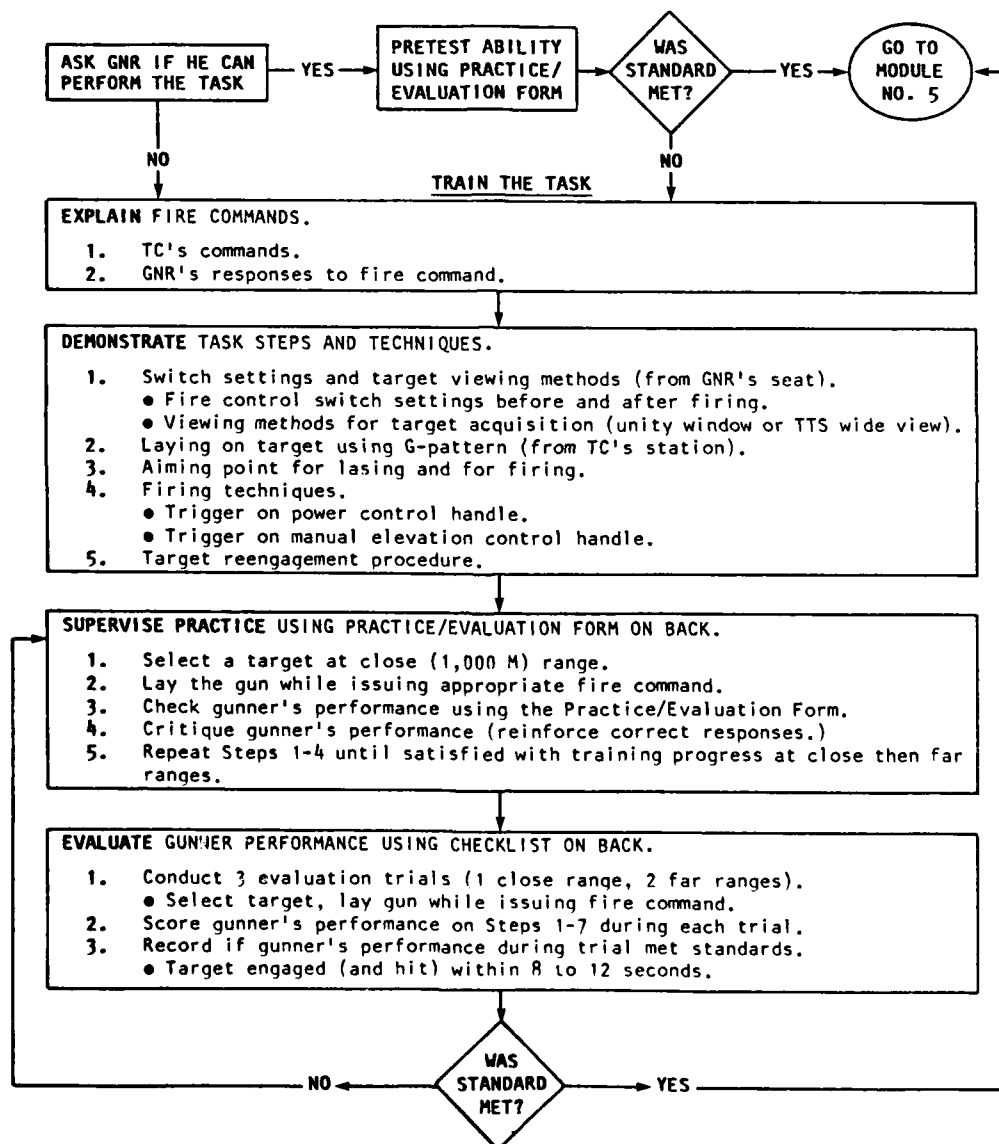 ASK GNR IF HE CAN
PERFORM THE TASK
YES
PRETEST ABILITY
USING PRACTICE/
EVALUATION FORM
WAS
STANDARD
MET?
YES
GO TO
MODULE
NO. 5
NO
NO
TRAIN THE TASK
EXPLAIN FIRE COMMANDS.
1. TC's commands.
2. GNR's responses to fire command.
DEMONSTRATE TASK STEPS AND TECHNIQUES.
1. Switch settings and target viewing methods (from GNR's seat).
● Fire control switch settings before and after firing.
● Viewing methods for target acquisition (unity window or TTS wide view).
2. Laying on target using G-pattern (from TC's station).
3. Aiming point for lasing and for firing.
4. Firing techniques.
● Trigger on power control handle.
● Trigger on manual elevation control handle.
5. Target reengagement procedure.
SUPERVISE PRACTICE USING PRACTICE/EVALUATION FORM ON BACK.
1. Select a target at close (1,000 M) range.
2. Lay the gun while issuing appropriate fire command.
3. Check gunner's performance using the Practice/Evaluation Form.
4. Critique gunner's performance (reinforce correct responses.)
5. Repeat Steps 1-4 until satisfied with training progress at close then far
ranges.
EVALUATE GUNNER PERFORMANCE USING CHECKLIST ON BACK.
1. Conduct 3 evaluation trials (1 close range, 2 far ranges).
● Select target, lay gun while issuing fire command.
2. Score gunner's performance on Steps 1-7 during each trial.
3. Record if gunner's performance during trial met standards.
● Target engaged (and hit) within 8 to 12 seconds.
NO
WAS
STANDARD
MET?
YES